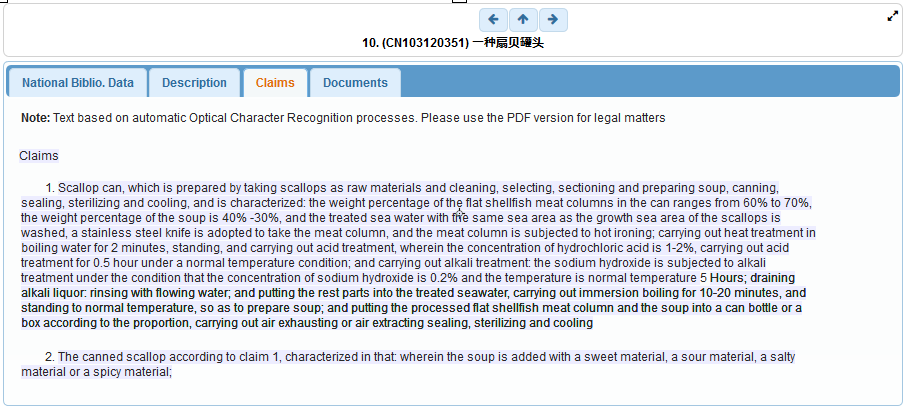 10. (CN103120351) 一种扇贝罐头
National Biblio. Data Description Claims Documents
Note: Text based on automatic Optical Character Recognition processes. Please use the PDF version for legal matters
Claims
1. Scallop can, which is prepared by taking scallops as raw materials and cleaning, selecting, sectioning and preparing soup, canning,
sealing, sterilizing and cooling, and is characterized: the weight percentage of the flat shellfish meat columns in the can ranges from 60% to 70%,
the weight percentage of the soup is 40% -30%, and the treated sea water with the same sea area as the growth sea area of the scallops is
washed, a stainless steel knife is adopted to take the meat column, and the meat column is subjected to hot ironing; carrying out heat treatment in
boiling water for 2 minutes, standing, and carrying out acid treatment, wherein the concentration of hydrochloric acid is 1-2%, carrying out acid
treatment for 0.5 hour under a normal temperature condition; and carrying out alkali treatment: the sodium hydroxide is subjected to alkali
treatment under the condition that the concentration of sodium hydroxide is 0.2% and the temperature is normal temperature 5 Hours; draining
alkali liquor: rinsing with flowing water; and putting the rest parts into the treated seawater, carrying out immersion boiling for 10-20 minutes, and
standing to normal temperature, so as to prepare soup; and putting the processed flat shellfish meat column and the soup into a can bottle or a
box according to the proportion, carrying out air exhausting or air extracting sealing, sterilizing and cooling
2. The canned scallop according to claim 1, characterized in that: wherein the soup is added with a sweet material, a sour material, a salty
material or a spicy material;